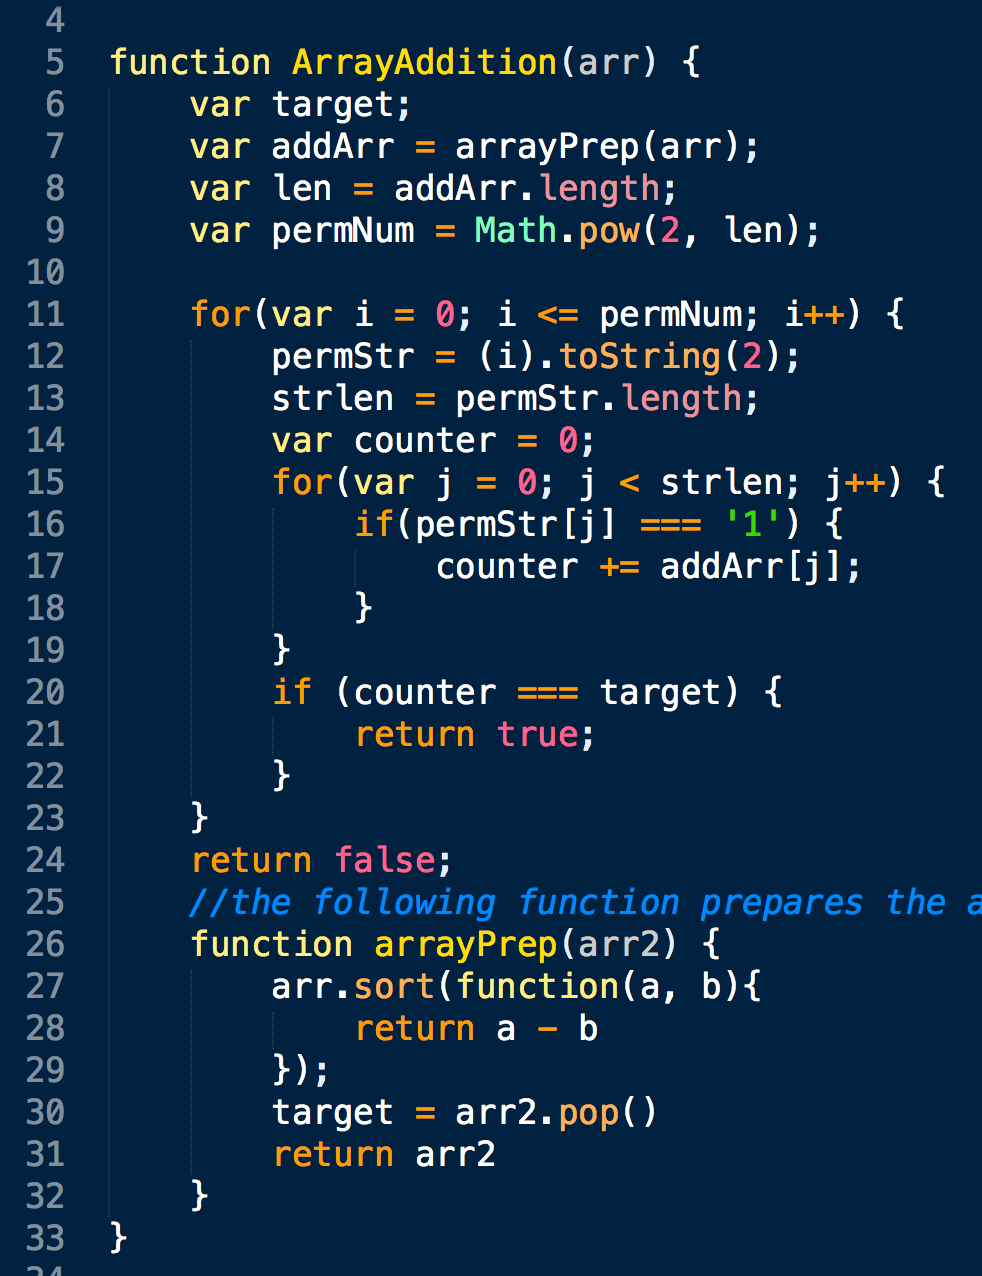 4
5 function ArrayAddition(arr) {
6 var target;
7 var addArr = arrayPrep(arr);
8 var len = addArr.length;
9 var permNum = Math.pow(2, len);
10
11 for(var i = 0; i <= permNum; i++) {
12 permStr = (i).toString(2);
13 strlen = permStr.length;
14 var counter = 0;
15 for(var j = 0; j < strlen; j++) {
16 if(permStr[j] === '1') {
17 counter += addArr[j];
18 }
19 }
20 if (counter === target) {
21 return true;
22 }
23 }
24 return false;
25 //the following function prepares the
26 function arrayPrep(arr2) {
27 arr.sort(function(a, b){
28 return a - b
29 });
30 target = arr2.pop()
31 return arr2
32 }
33 }